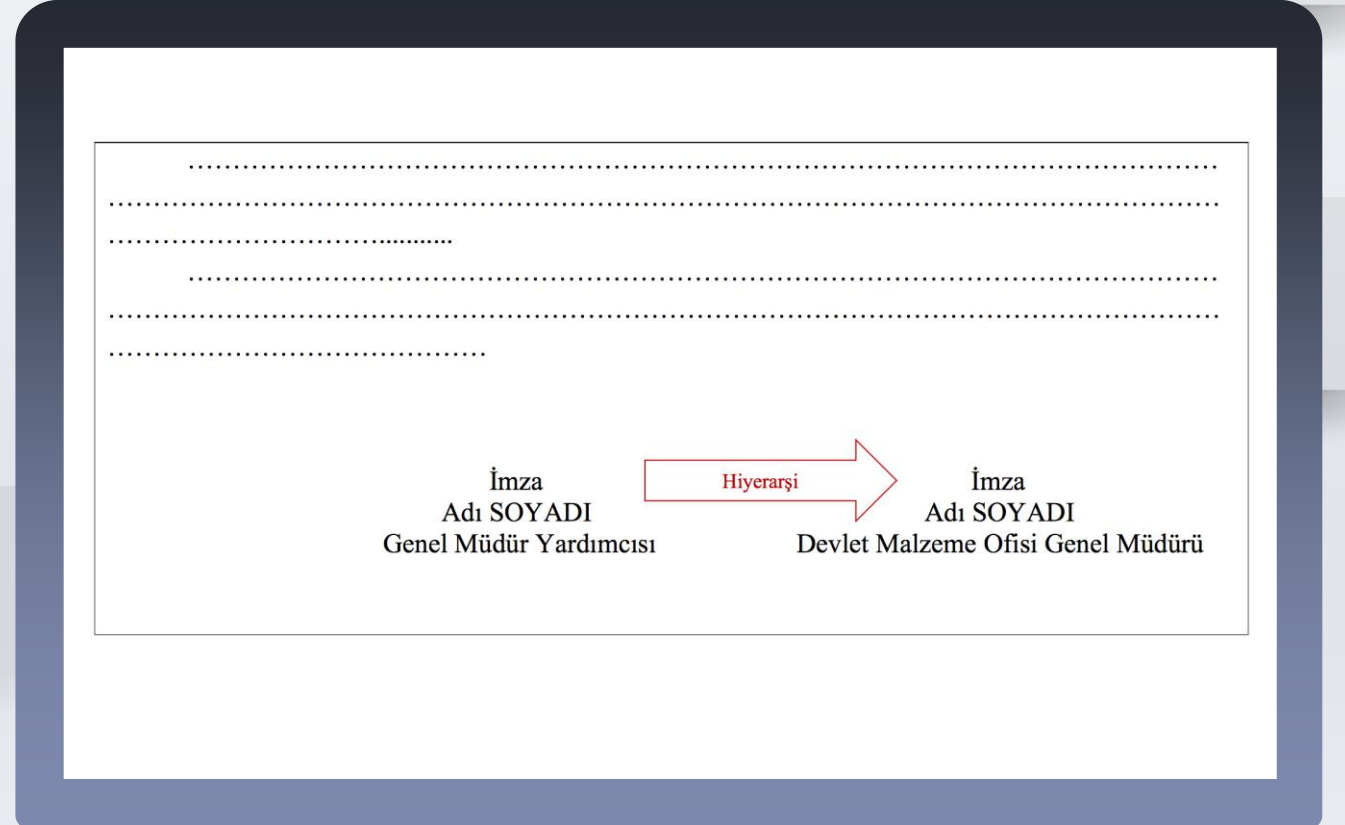 ……………………………………………………………………………………………………
……………………………………………………………………………………………………………
…………………………...........
……………………………………………………………………………………………………
……………………………………………………………………………………………………………
……………………………………
İmza Hiyerarşi İmza
Adı SOYADI Adı SOYADI
Genel Müdür Yardımcısı Devlet Malzeme Ofisi Genel Müdürü